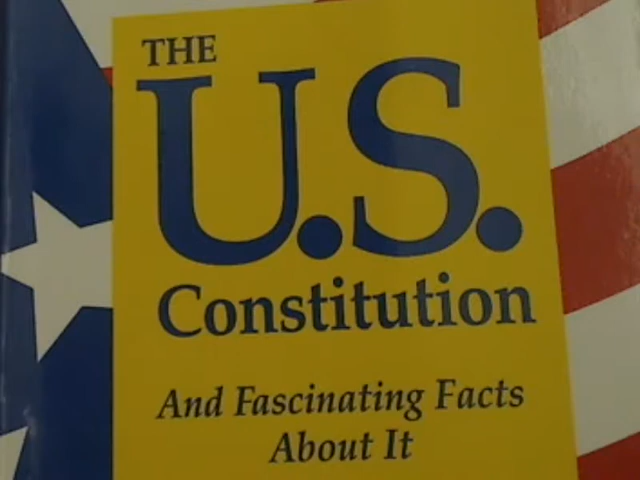 THE
U.S.
Constitution
And Fascinating Facts
About It